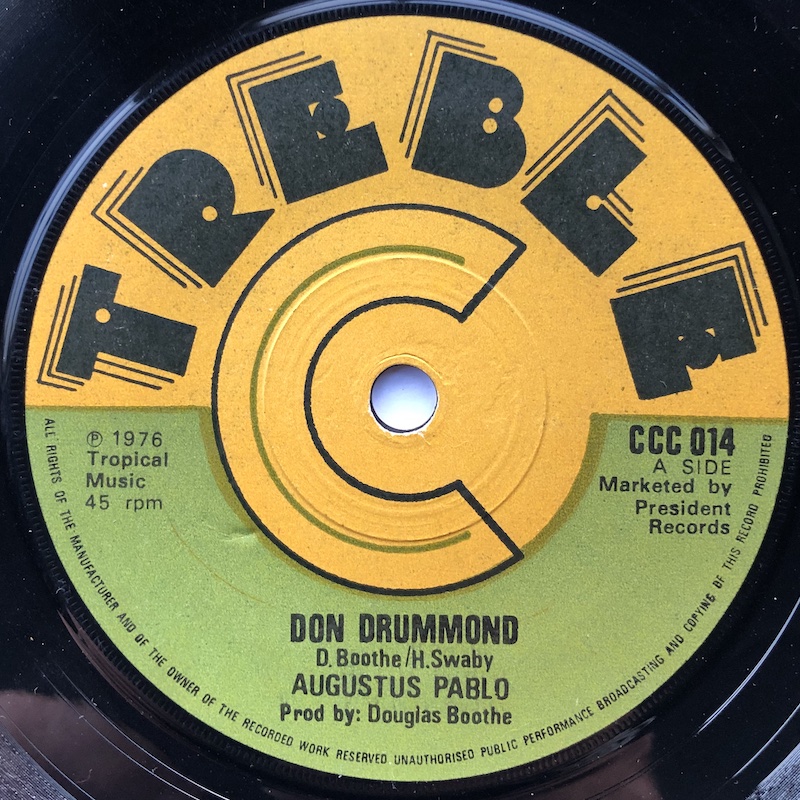 TREBLE
C
℗ 1976
Tropical
Music
45 rpm
CCC 014
A SIDE
Marketed by
President
Records
DON DRUMMOND
D. Boothe/H. Swaby
AUGUSTUS PABLO
Prod by: Douglas Boothe
ALL RIGHTS OF THE MANUFACTURER AND OF THE OWNER OF THE RECORDED WORK RESERVED. UNAUTHORISED PUBLIC PERFORMANCE BROADCASTING AND COPYING OF THIS RECORD PROHIBITED